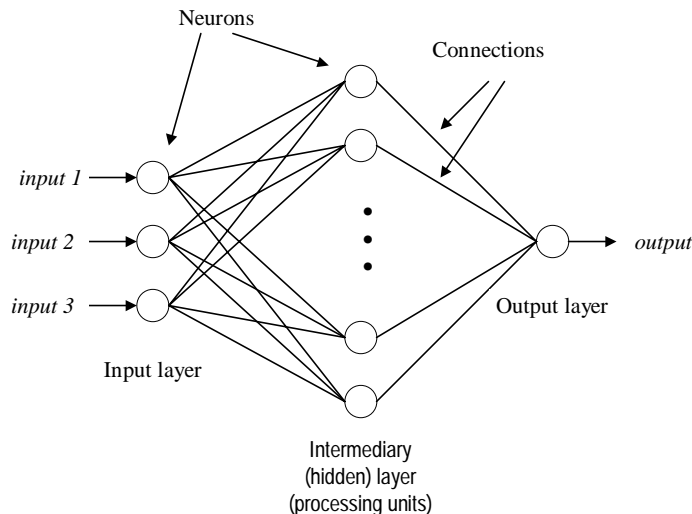 Neurons
Connections
input 1
input 2
output
input 3
Output layer
Input layer
Intermediary
(hidden) layer
(processing units)